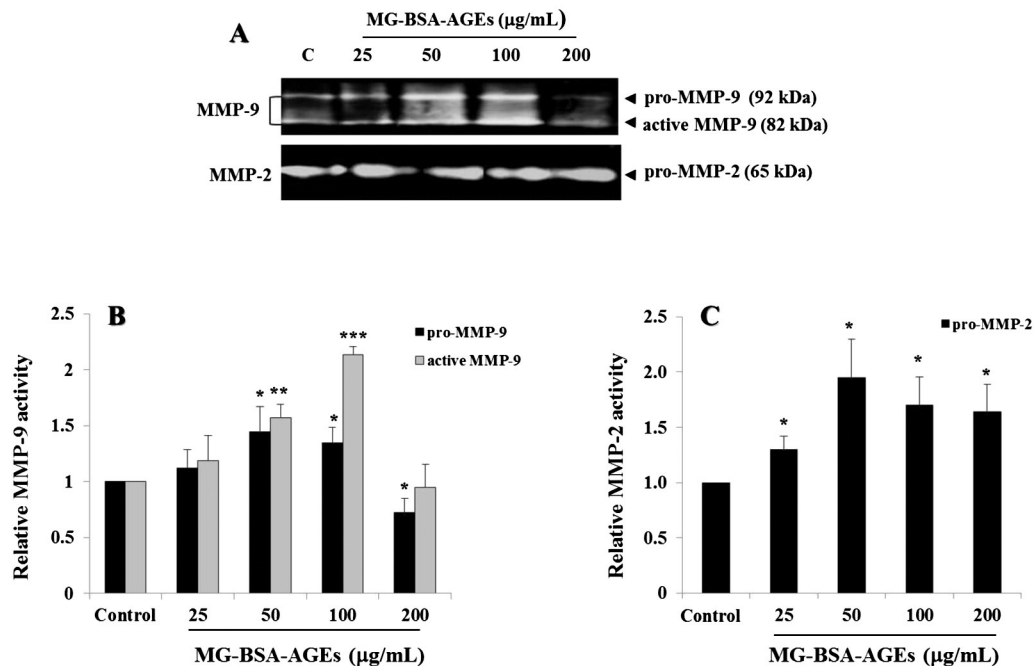 A
MG-BSA-AGEs (µg/mL)
C 25 50 100 200
MMP-9
pro-MMP-9 (92 kDa)
active MMP-9 (82 kDa)
MMP-2
pro-MMP-2 (65 kDa)
B
pro-MMP-9
active MMP-9
Relative MMP-9 activity
2.5
2
1.5
1
0.5
0
* ** * *** *
Control 25 50 100 200
MG-BSA-AGEs (µg/mL)
C
pro-MMP-2
Relative MMP-2 activity
2.5
2.0
1.5
1.0
0.5
0.0
* * * *
Control 25 50 100 200
MG-BSA-AGEs (µg/mL)